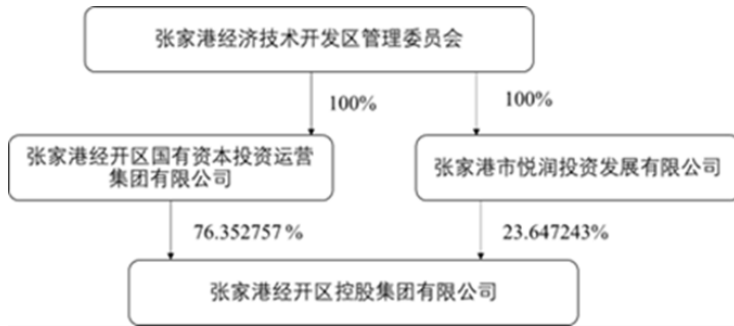 张家港经济技术开发区管理委员会
100%
100%
张家港经开区国有资本投资运营
集团有限公司
张家港市悦润投资发展有限公司
76.352757%
23.647243%
张家港经开区控股集团有限公司